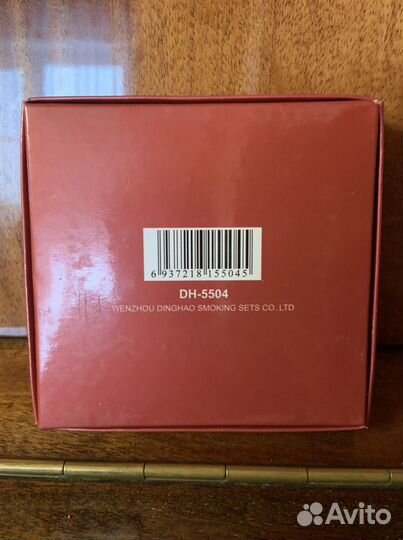 6 937218 155045
DH-5504
WENZHOU DINGHAO SMOKING SETS CO.,LTD
Avito